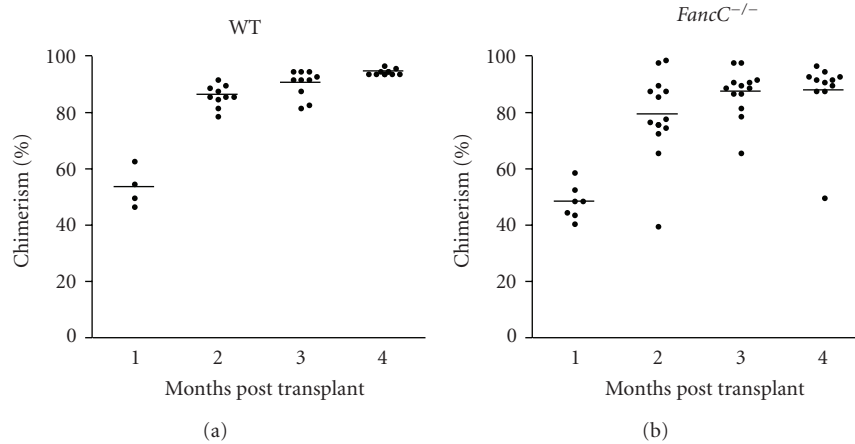 WT
Chimerism (%)
100
80
60
40
20
0
1 2 3 4
Months post transplant
(a)
FancC−/−
Chimerism (%)
100
80
60
40
20
0
1 2 3 4
Months post transplant
(b)